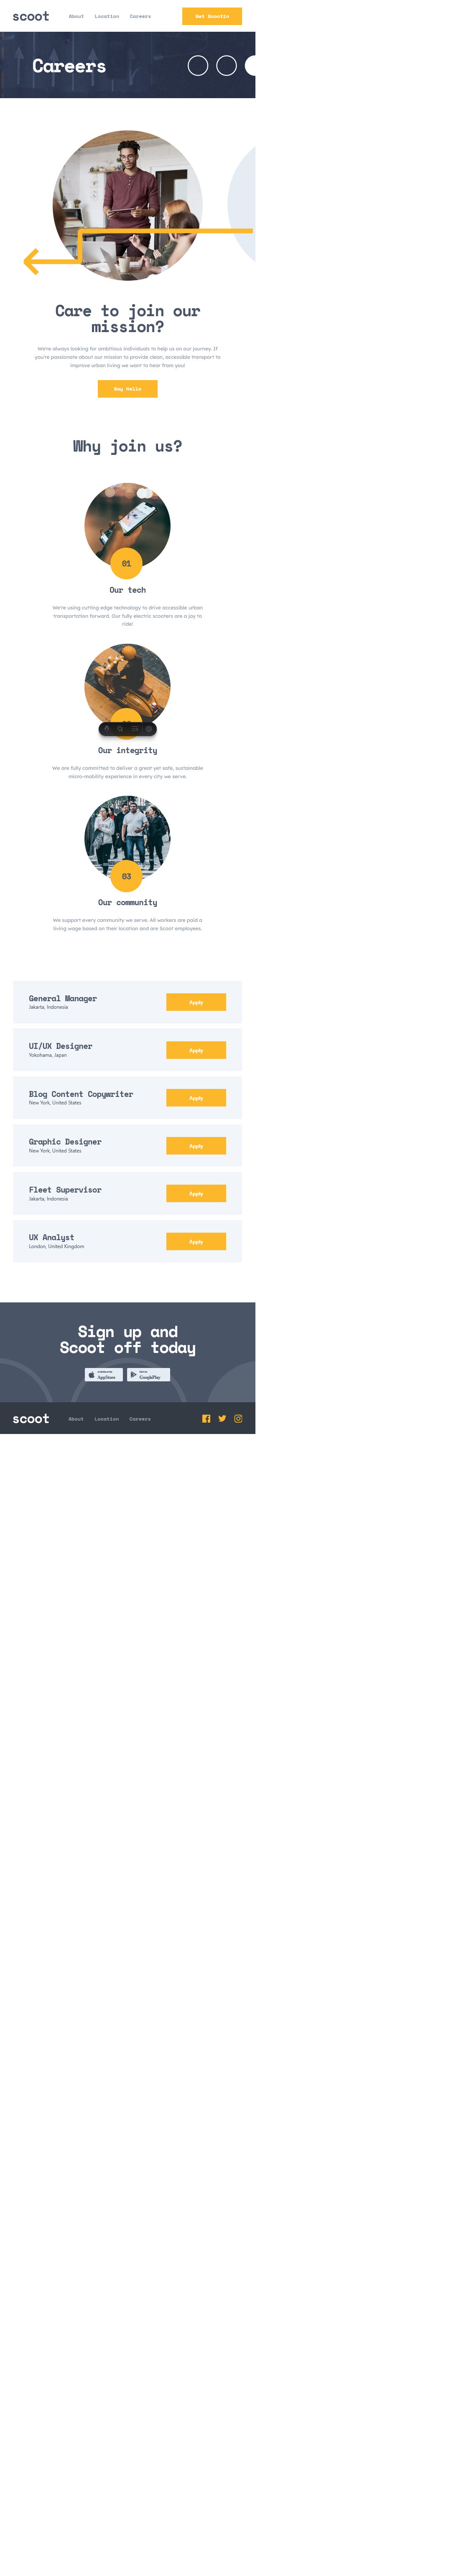 scoot
About Location Careers
Get Scootin
Careers
Care to join our
mission?
We're always looking for ambitious individuals to help us on our journey. If
you're passionate about our mission to provide clean, accessible transport to
improve urban living we want to hear from you!
Say Hello
Why join us?
01
Our tech
We're using cutting edge technology to drive accessible urban
transportation forward. Our fully electric scooters are a joy to
ride!
Our integrity
We are fully committed to deliver a great yet safe, sustainable
micro-mobility experience in every city we serve.
03
Our community
We support every community we serve. All workers are paid a
living wage based on their location and are Scoot employees.
General Manager
Jakarta, Indonesia
Apply
UI/UX Designer
Yokohama, Japan
Apply
Blog Content Copywriter
New York, United States
Apply
Graphic Designer
New York, United States
Apply
Fleet Supervisor
Jakarta, Indonesia
Apply
UX Analyst
London, United Kingdom
Apply
Sign up and
Scoot off today
AppStore
GooglePlay
scoot
About Location Careers